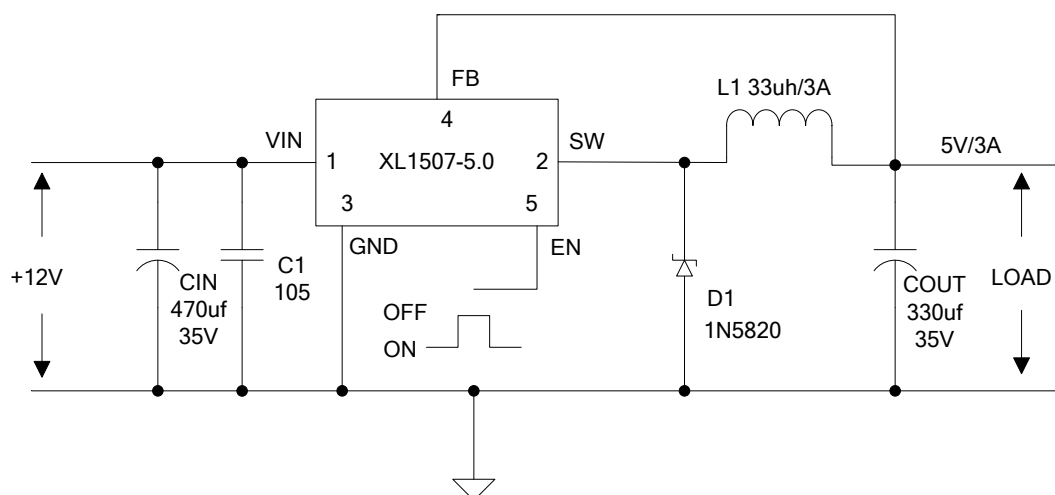 FB
L1 33uh/3A
4
VIN
SW
5V/3A
1
XL1507-5.0
2
3
5
GND
EN
+12V
CIN
470uf
35V
C1
105
OFF
ON
D1
1N5820
COUT
330uf
35V
LOAD